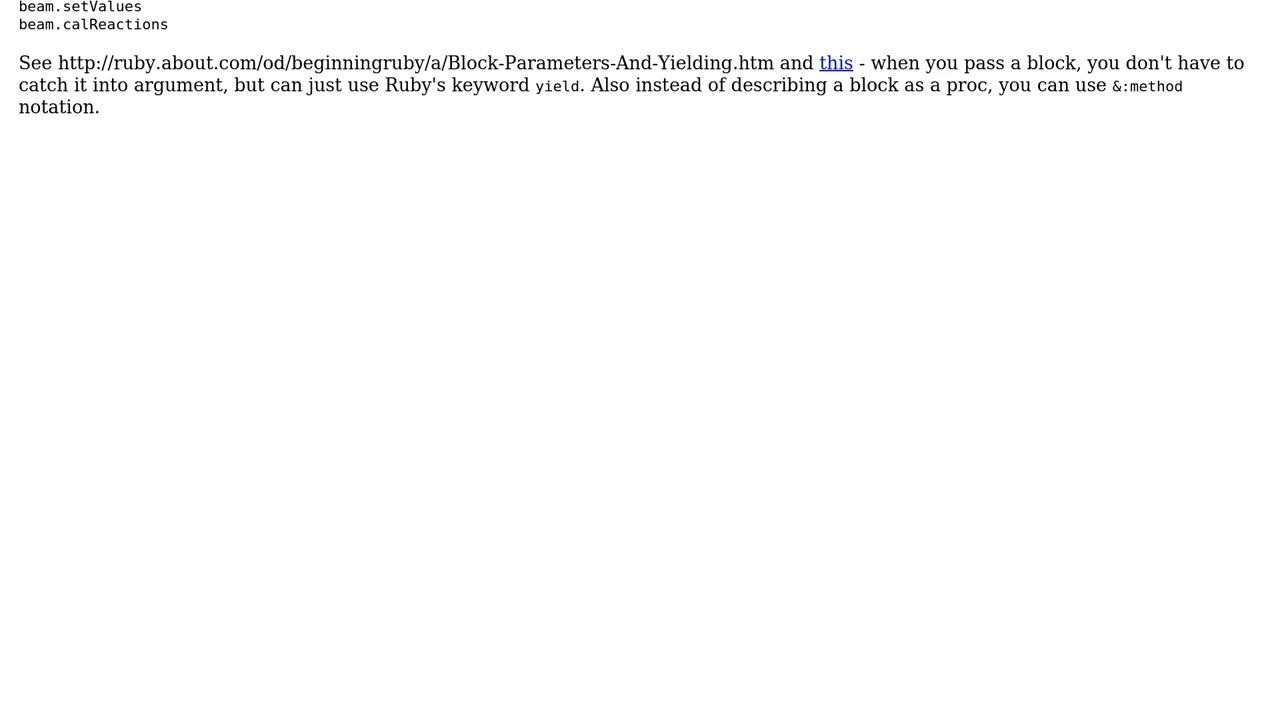 beam.setValues
beam.calReactions
See http://ruby.about.com/od/beginningruby/a/Block-Parameters-And-Yielding.htm and this - when you pass a block, you don't have to
catch it into argument, but can just use Ruby's keyword yield. Also instead of describing a block as a proc, you can use &:method
notation.